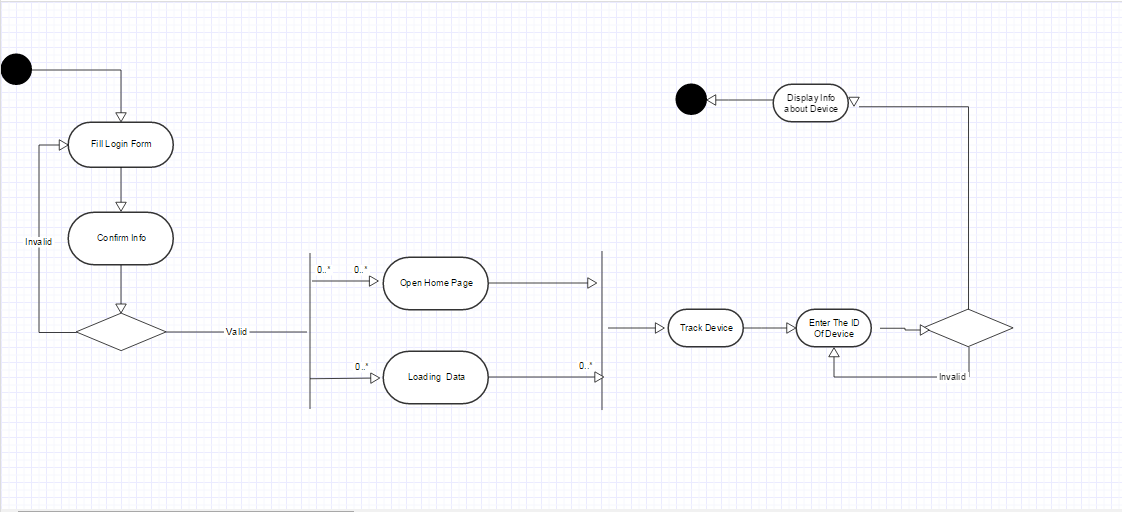 Fill Login Form
Confirm Info
Invalid
Valid
0..*
0..*
Open Home Page
0..*
Loading Data
0..*
Track Device
Enter The ID
Of Device
Invalid
Display Info
about Device